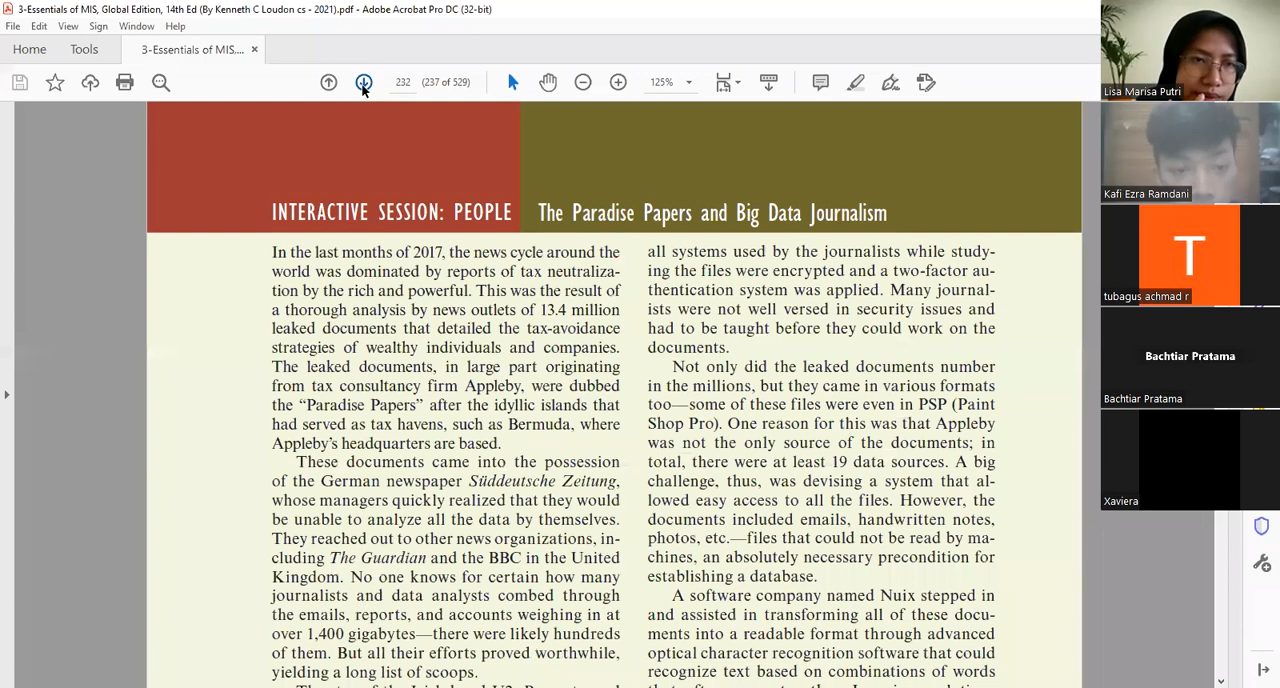 3-Essentials of MIS, Global Edition, 14th Ed (By Kenneth C Loudon cs - 2021).pdf - Adobe Acrobat Pro DC (32-bit)
File Edit View Sign Window Help
Home Tools 3-Essentials of MIS,... ×
232 (237 of 529) 125%
INTERACTIVE SESSION: PEOPLE The Paradise Papers and Big Data Journalism
In the last months of 2017, the news cycle around the
world was dominated by reports of tax neutraliza-
tion by the rich and powerful. This was the result of
a thorough analysis by news outlets of 13.4 million
leaked documents that detailed the tax-avoidance
strategies of wealthy individuals and companies.
The leaked documents, in large part originating
from tax consultancy firm Appleby, were dubbed
the “Paradise Papers” after the idyllic islands that
had served as tax havens, such as Bermuda, where
Appleby’s headquarters are based.
These documents came into the possession
of the German newspaper Süddeutsche Zeitung,
whose managers quickly realized that they would
be unable to analyze all the data by themselves.
They reached out to other news organizations, in-
cluding The Guardian and the BBC in the United
Kingdom. No one knows for certain how many
journalists and data analysts combed through
the emails, reports, and accounts weighing in at
over 1,400 gigabytes—there were likely hundreds
of them. But all their efforts proved worthwhile,
yielding a long list of scoops.
all systems used by the journalists while study-
ing the files were encrypted and a two-factor au-
thentication system was applied. Many journal-
ists were not well versed in security issues and
had to be taught before they could work on the
documents.
Not only did the leaked documents number
in the millions, but they came in various formats
too—some of these files were even in PSP (Paint
Shop Pro). One reason for this was that Appleby
was not the only source of the documents; in
total, there were at least 19 data sources. A big
challenge, thus, was devising a system that al-
lowed easy access to all the files. However, the
documents included emails, handwritten notes,
photos, etc.—files that could not be read by ma-
chines, an absolutely necessary precondition for
establishing a database.
A software company named Nuix stepped in
and assisted in transforming all of these docu-
ments into a readable format through advanced
optical character recognition software that could
recognize text based on combinations of words
Lisa Marisa Putri
Kafi Ezra Ramdani
T
tubagus achmad r
Bachtiar Pratama
Bachtiar Pratama
Xaviera